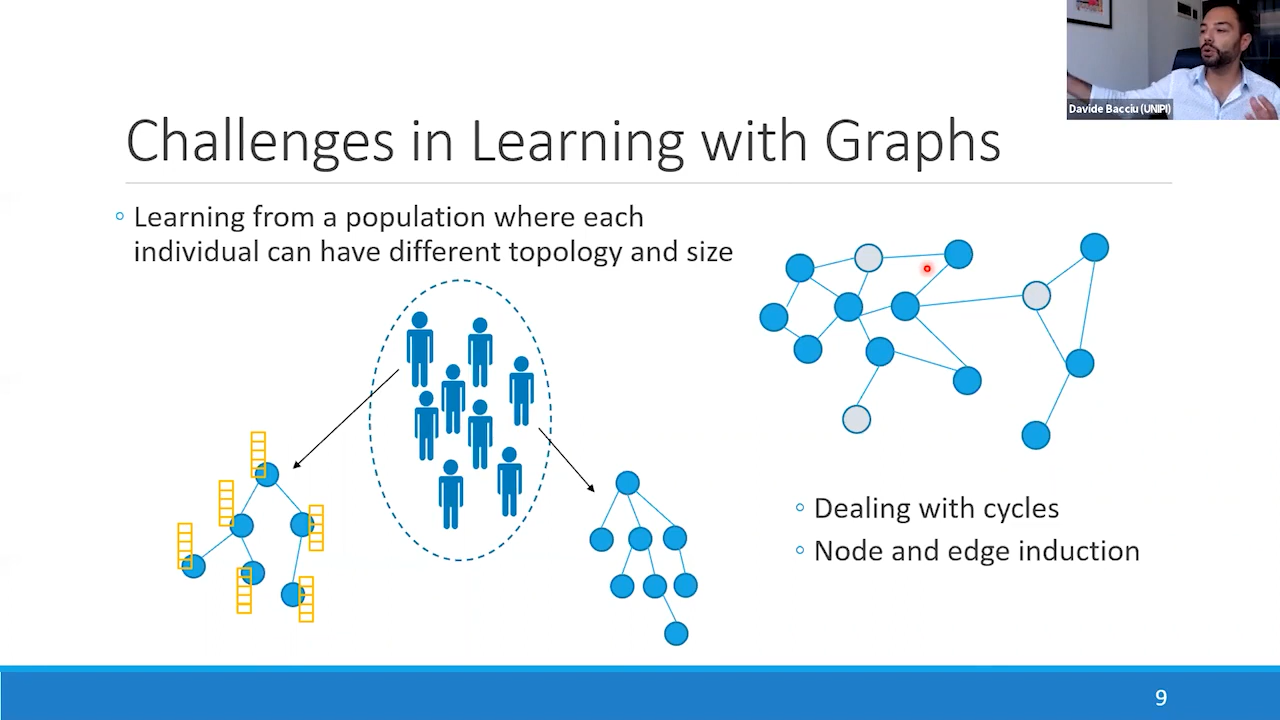 Davide Bacciu (UNIPI)
Challenges in Learning with Graphs
Learning from a population where each
individual can have different topology and size
Dealing with cycles
Node and edge induction
9